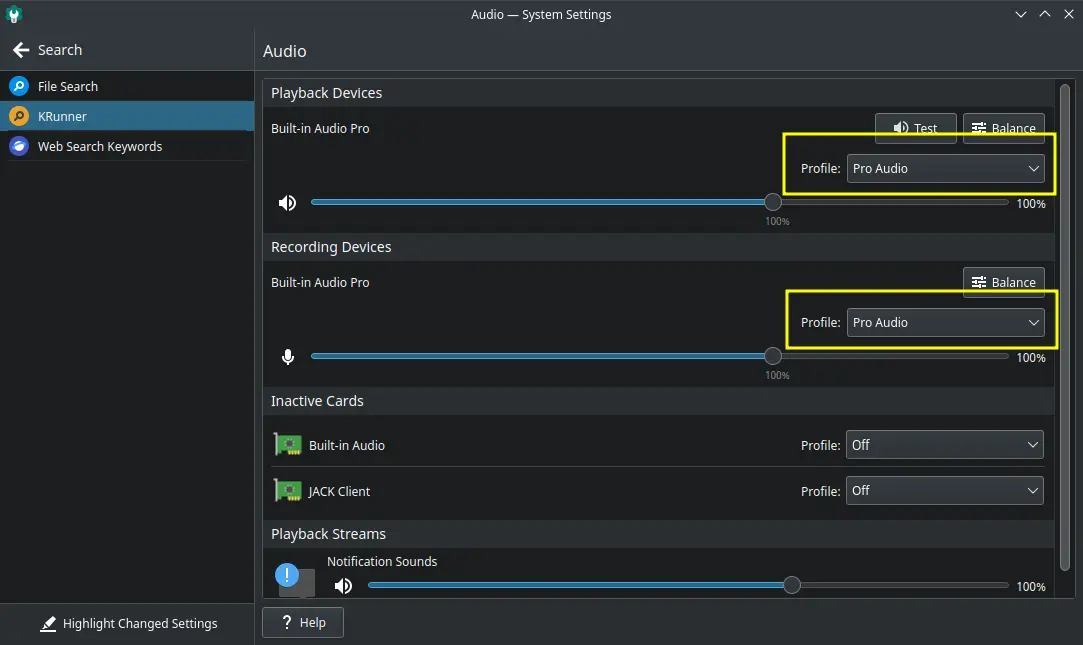 Audio — System Settings
Search
File Search
KRunner
Web Search Keywords
Highlight Changed Settings
Audio
Playback Devices
Built-in Audio Pro
Test
Balance
Profile: Pro Audio
100%
100%
Recording Devices
Built-in Audio Pro
Balance
Profile: Pro Audio
100%
100%
Inactive Cards
Built-in Audio
Profile: Off
JACK Client
Profile: Off
Playback Streams
Notification Sounds
100%
? Help